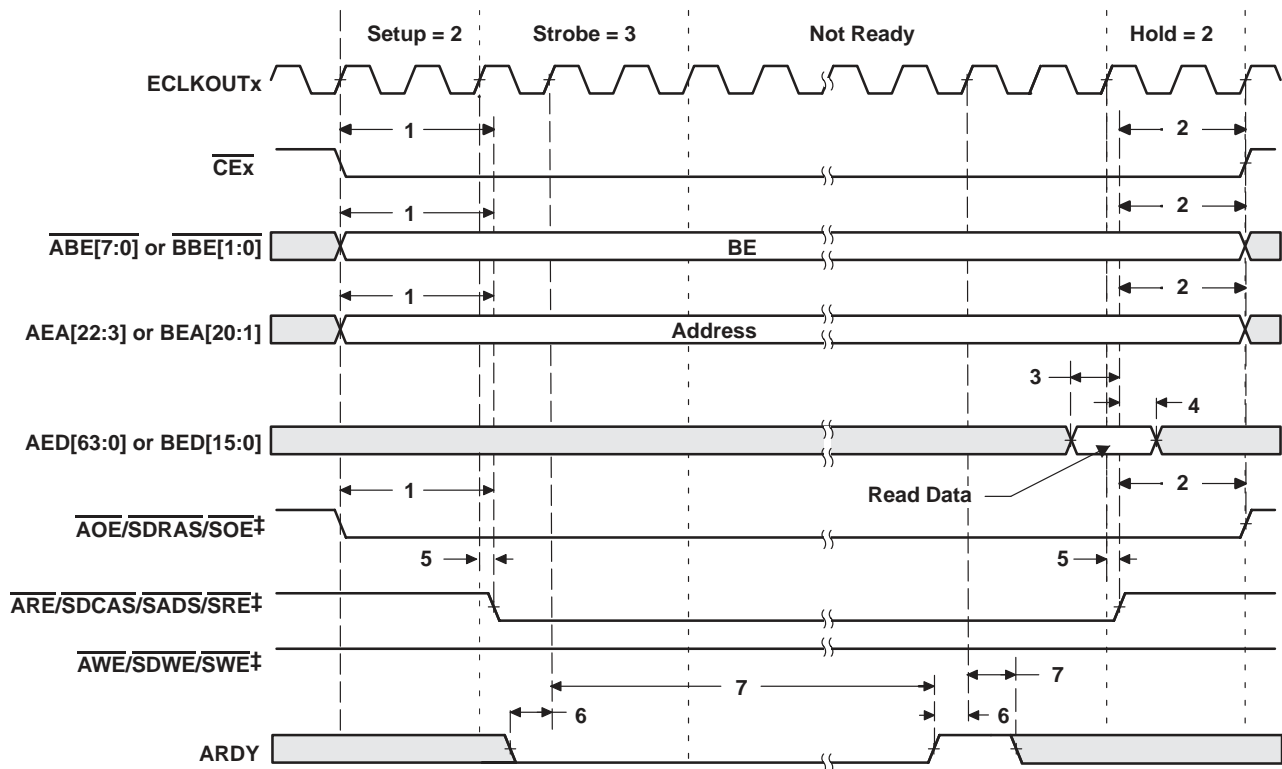 Setup = 2 Strobe = 3 Not Ready Hold = 2
ECLKOUTx
1 2
CEx
1 2
ABE[7:0] or BBE[1:0] BE
1 2
AEA[22:3] or BEA[20:1] Address
3
4
AED[63:0] or BED[15:0]
Read Data
1 2
AOE/SDRAS/SOE‡
5 5
ARE/SDCAS/SADS/SRE‡
AWE/SDWE/SWE‡
7 7
6 6
ARDY